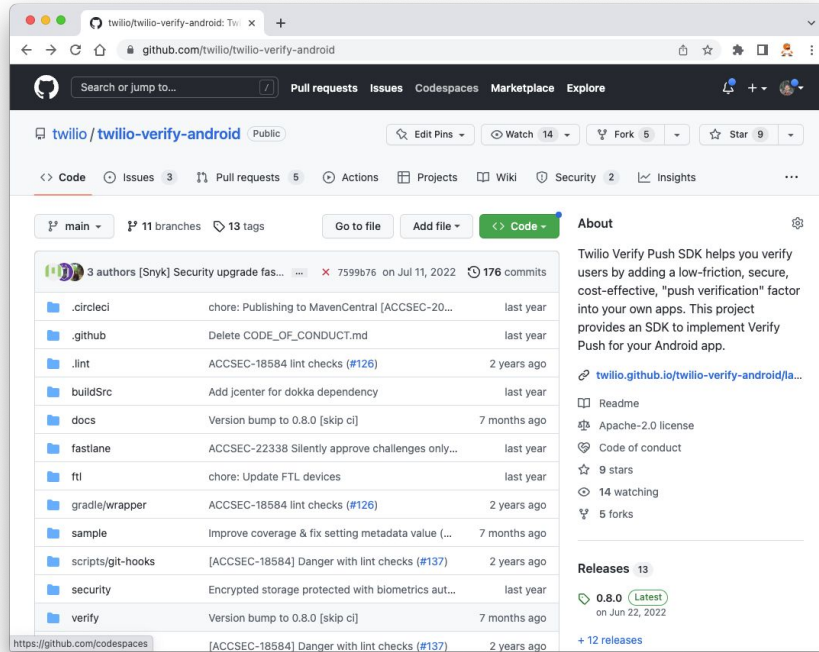 twilio/twilio-verify-android: Tw
github.com/twilio/twilio-verify-android
Search or jump to... /
Pull requests Issues Codespaces Marketplace Explore
twilio / twilio-verify-android Public
Edit Pins Watch 14 Fork 5 Star 9
Code Issues 3 Pull requests 5 Actions Projects Wiki Security 2 Insights ...
main 11 branches 13 tags Go to file Add file Code
3 authors [Snyk] Security upgrade fas... ... 7599b76 on Jul 11, 2022 176 commits
.circleci chore: Publishing to MavenCentral [ACCSEC-20... last year
.github Delete CODE_OF_CONDUCT.md last year
.lint ACCSEC-18584 lint checks (#126) 2 years ago
buildSrc Add jcenter for dokka dependency last year
docs Version bump to 0.8.0 [skip ci] 7 months ago
fastlane ACCSEC-22338 Silently approve challenges only... last year
ftl chore: Update FTL devices last year
gradle/wrapper ACCSEC-18584 lint checks (#126) 2 years ago
sample Improve coverage & fix setting metadata value (... 7 months ago
scripts/git-hooks [ACCSEC-18584] Danger with lint checks (#137) 2 years ago
security Encrypted storage protected with biometrics aut... last year
verify Version bump to 0.8.0 [skip ci] 7 months ago
[ACCSEC-18584] Danger with lint checks (#137) 2 years ago
https://github.com/codespaces
About
Twilio Verify Push SDK helps you verify
users by adding a low-friction, secure,
cost-effective, "push verification" factor
into your own apps. This project
provides an SDK to implement Verify
Push for your Android app.
twilio.github.io/twilio-verify-android/la...
Readme
Apache-2.0 license
Code of conduct
9 stars
14 watching
5 forks
Releases 13
0.8.0 Latest
on Jun 22, 2022
+ 12 releases